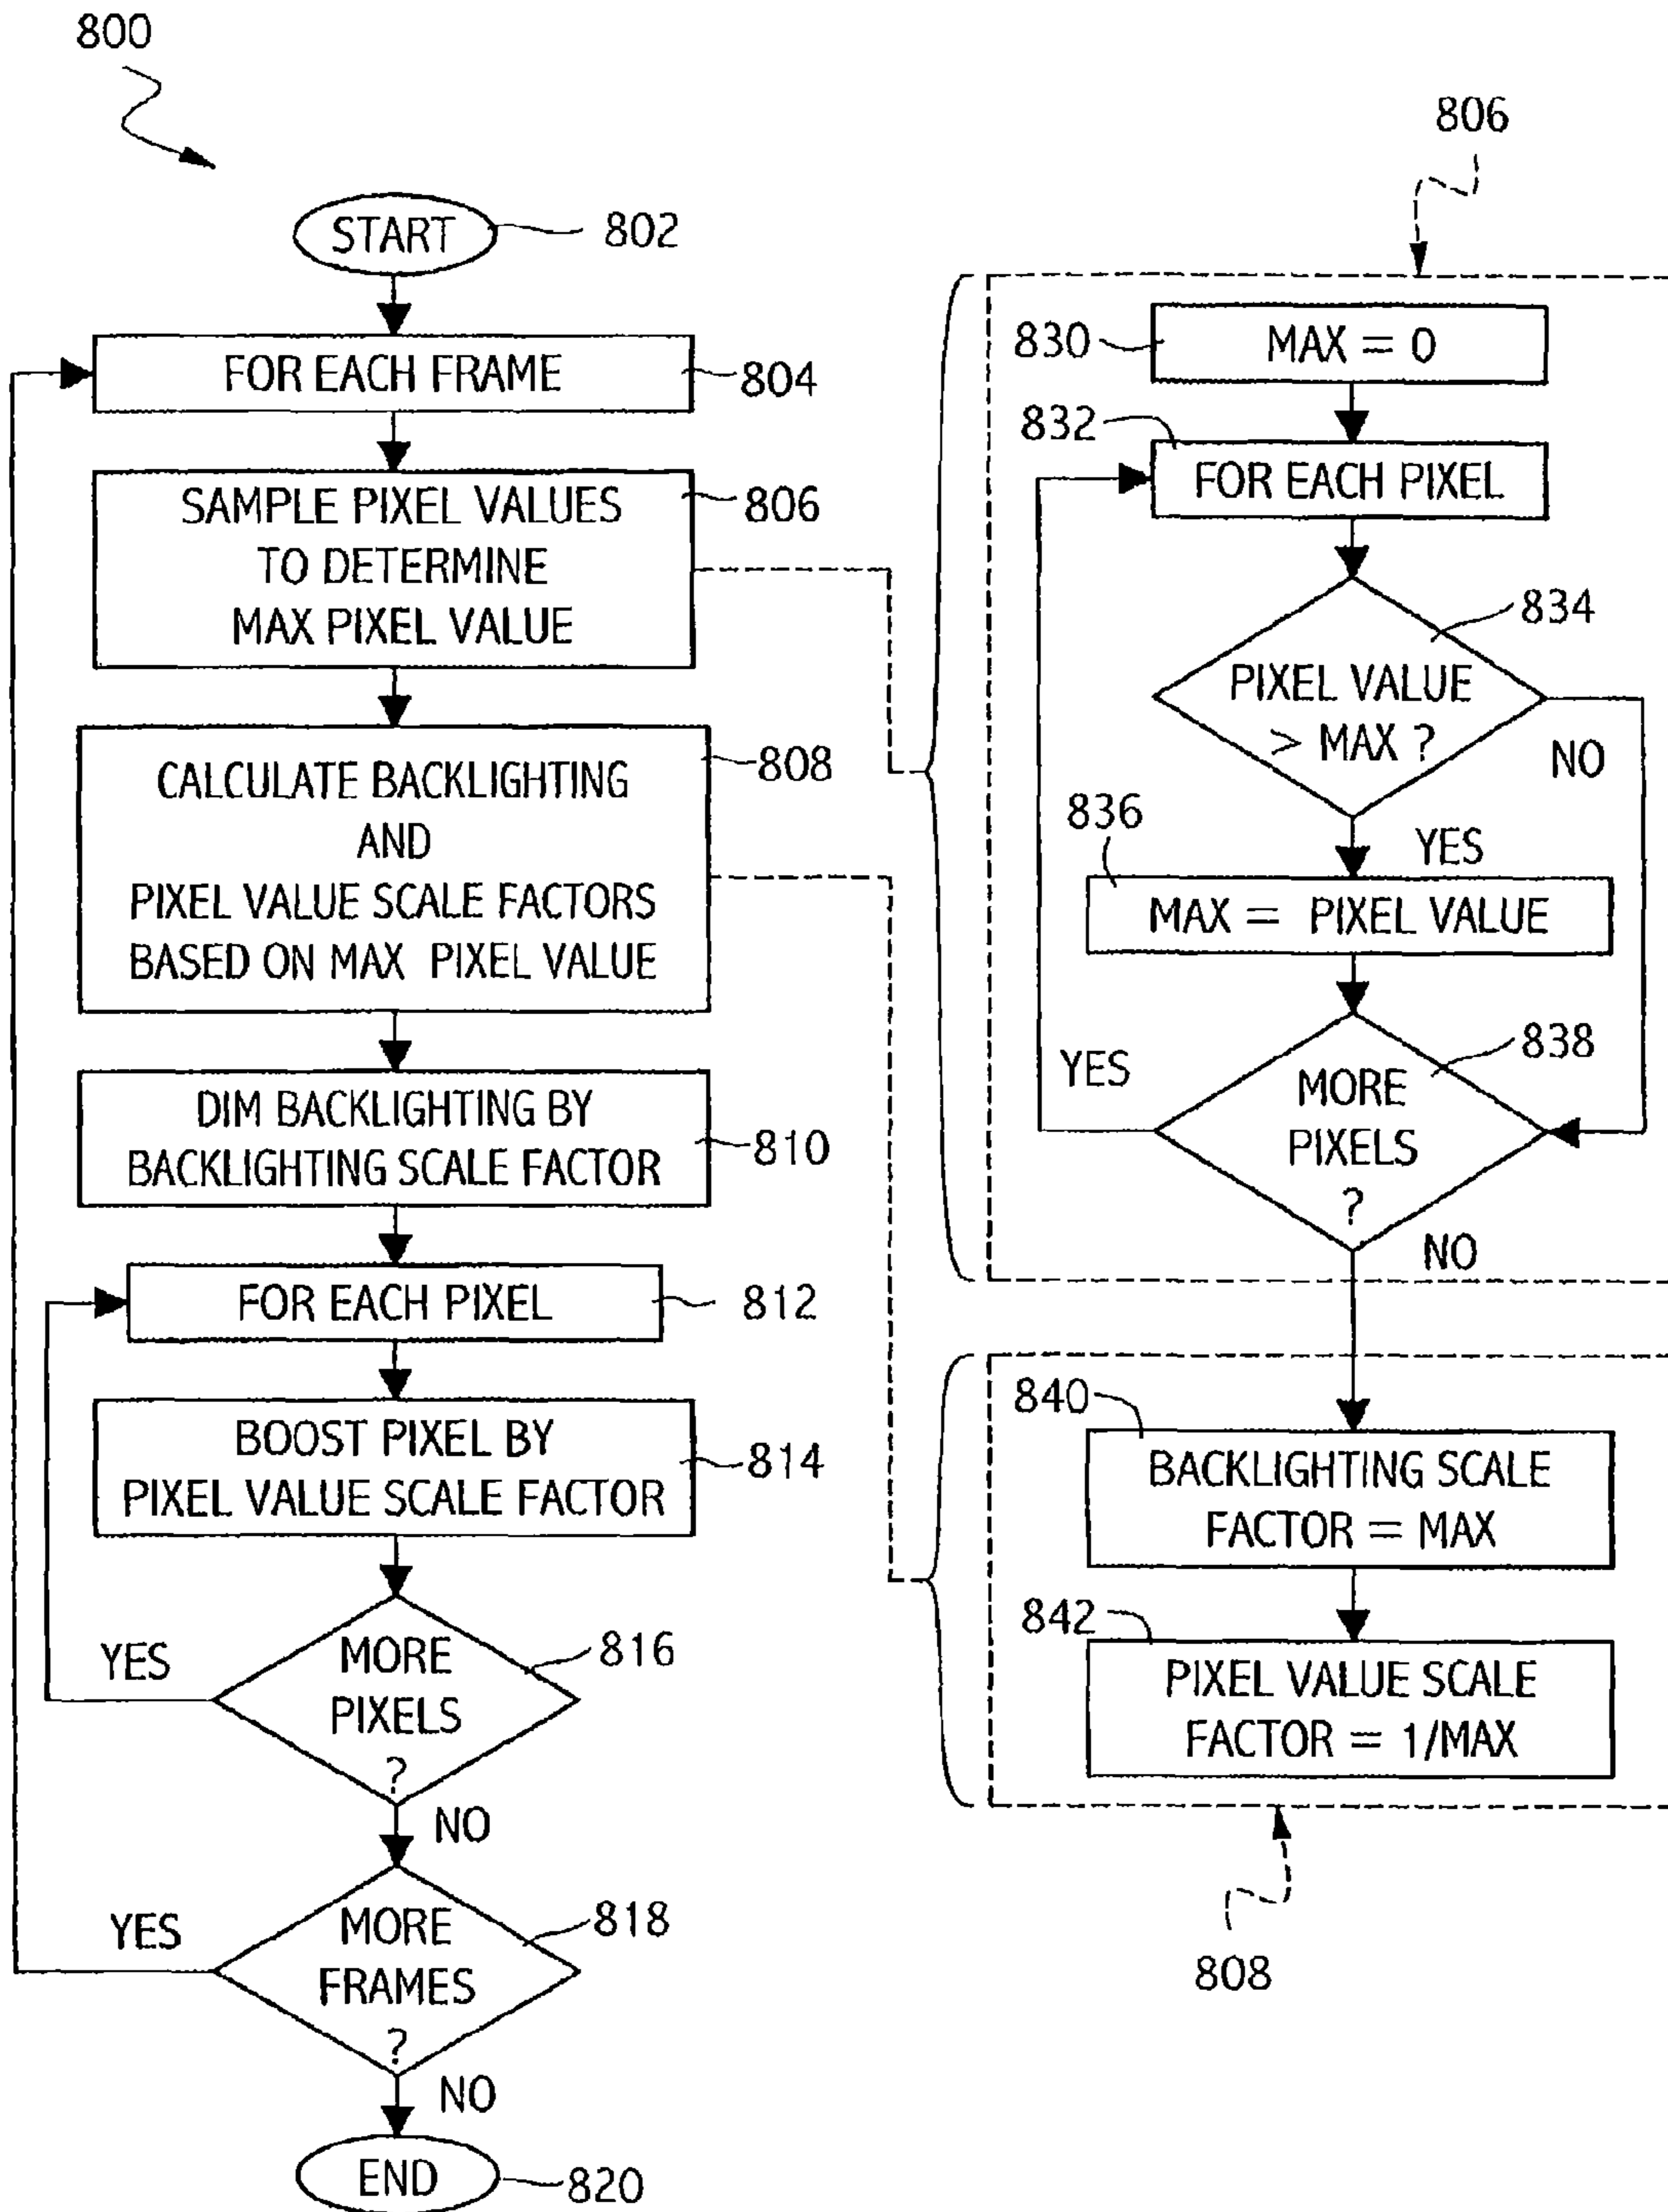 800
START
802
FOR EACH FRAME
804
SAMPLE PIXEL VALUES
TO DETERMINE
MAX PIXEL VALUE
806
CALCULATE BACKLIGHTING
AND
PIXEL VALUE SCALE FACTORS
BASED ON MAX PIXEL VALUE
808
DIM BACKLIGHTING BY
BACKLIGHTING SCALE FACTOR
810
FOR EACH PIXEL
812
BOOST PIXEL BY
PIXEL VALUE SCALE FACTOR
814
MORE
PIXELS
?
816
YES
NO
MORE
FRAMES
?
818
YES
NO
END
820
806
830
MAX = 0
832
FOR EACH PIXEL
834
PIXEL VALUE
> MAX ?
NO
YES
836
MAX = PIXEL VALUE
838
MORE
PIXELS
?
YES
NO
840
BACKLIGHTING SCALE
FACTOR = MAX
842
PIXEL VALUE SCALE
FACTOR = 1/MAX
808